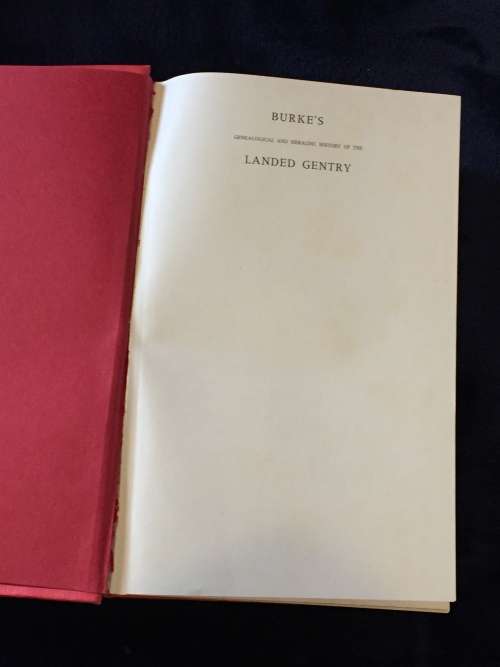 BURKE'S
GENEALOGICAL AND HERALDIC HISTORY OF THE
LANDED GENTRY